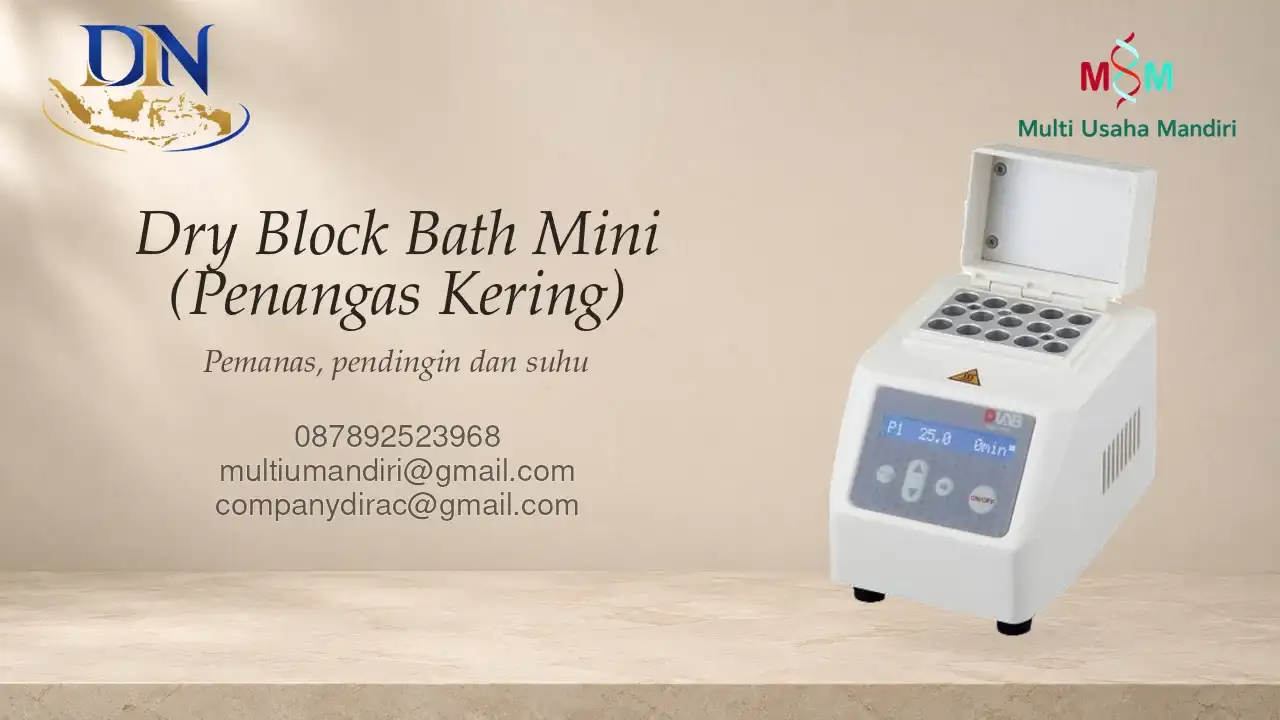 DN
MSM
Multi Usaha Mandiri
Dry Block Bath Mini
(Penangas Kering)
Pemanas, pendingin dan suhu
087892523968
multiumandiri@gmail.com
companydirac@gmail.com
DLAB
P1 25.0 0min
ON/OFF